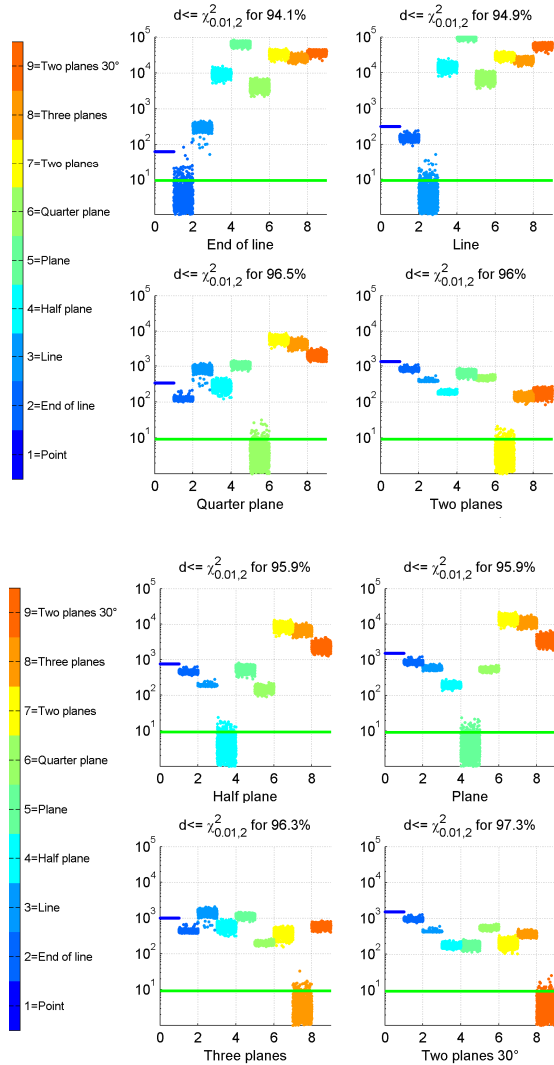 9=Two planes 30°
8=Three planes
7=Two planes
6=Quarter plane
5=Plane
4=Half plane
3=Line
2=End of line
1=Point
d<= χ²0.01,2 for 94.1%
10⁵
10⁴
10³
10²
10¹
0 2 4 6 8
End of line
d<= χ²0.01,2 for 94.9%
10⁵
10⁴
10³
10²
10¹
0 2 4 6 8
Line
d<= χ²0.01,2 for 96.5%
10⁵
10⁴
10³
10²
10¹
0 2 4 6 8
Quarter plane
d<= χ²0.01,2 for 96%
10⁵
10⁴
10³
10²
10¹
0 2 4 6 8
Two planes
9=Two planes 30°
8=Three planes
7=Two planes
6=Quarter plane
5=Plane
4=Half plane
3=Line
2=End of line
1=Point
d<= χ²0.01,2 for 95.9%
10⁵
10⁴
10³
10²
10¹
0 2 4 6 8
Half plane
d<= χ²0.01,2 for 95.9%
10⁵
10⁴
10³
10²
10¹
0 2 4 6 8
Plane
d<= χ²0.01,2 for 96.3%
10⁵
10⁴
10³
10²
10¹
0 2 4 6 8
Three planes
d<= χ²0.01,2 for 97.3%
10⁵
10⁴
10³
10²
10¹
0 2 4 6 8
Two planes 30°